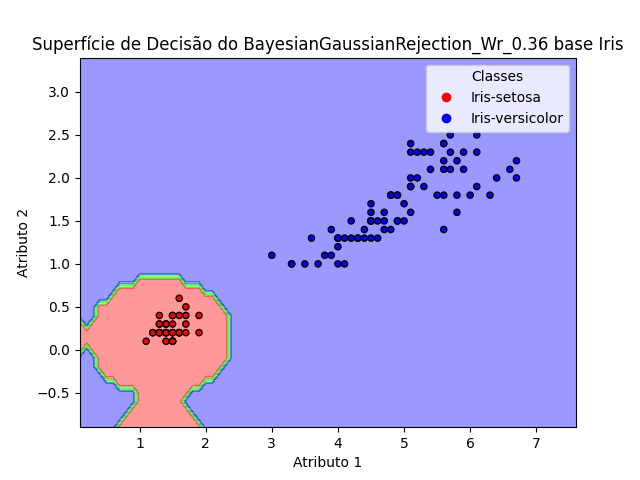 Superfície de Decisão do BayesianGaussianRejection_Wr_0.36 base Iris
Classes
Iris-setosa
Iris-versicolor
Atributo 2
3.0
2.5
2.0
1.5
1.0
0.5
0.0
−0.5
1 2 3 4 5 6 7
Atributo 1